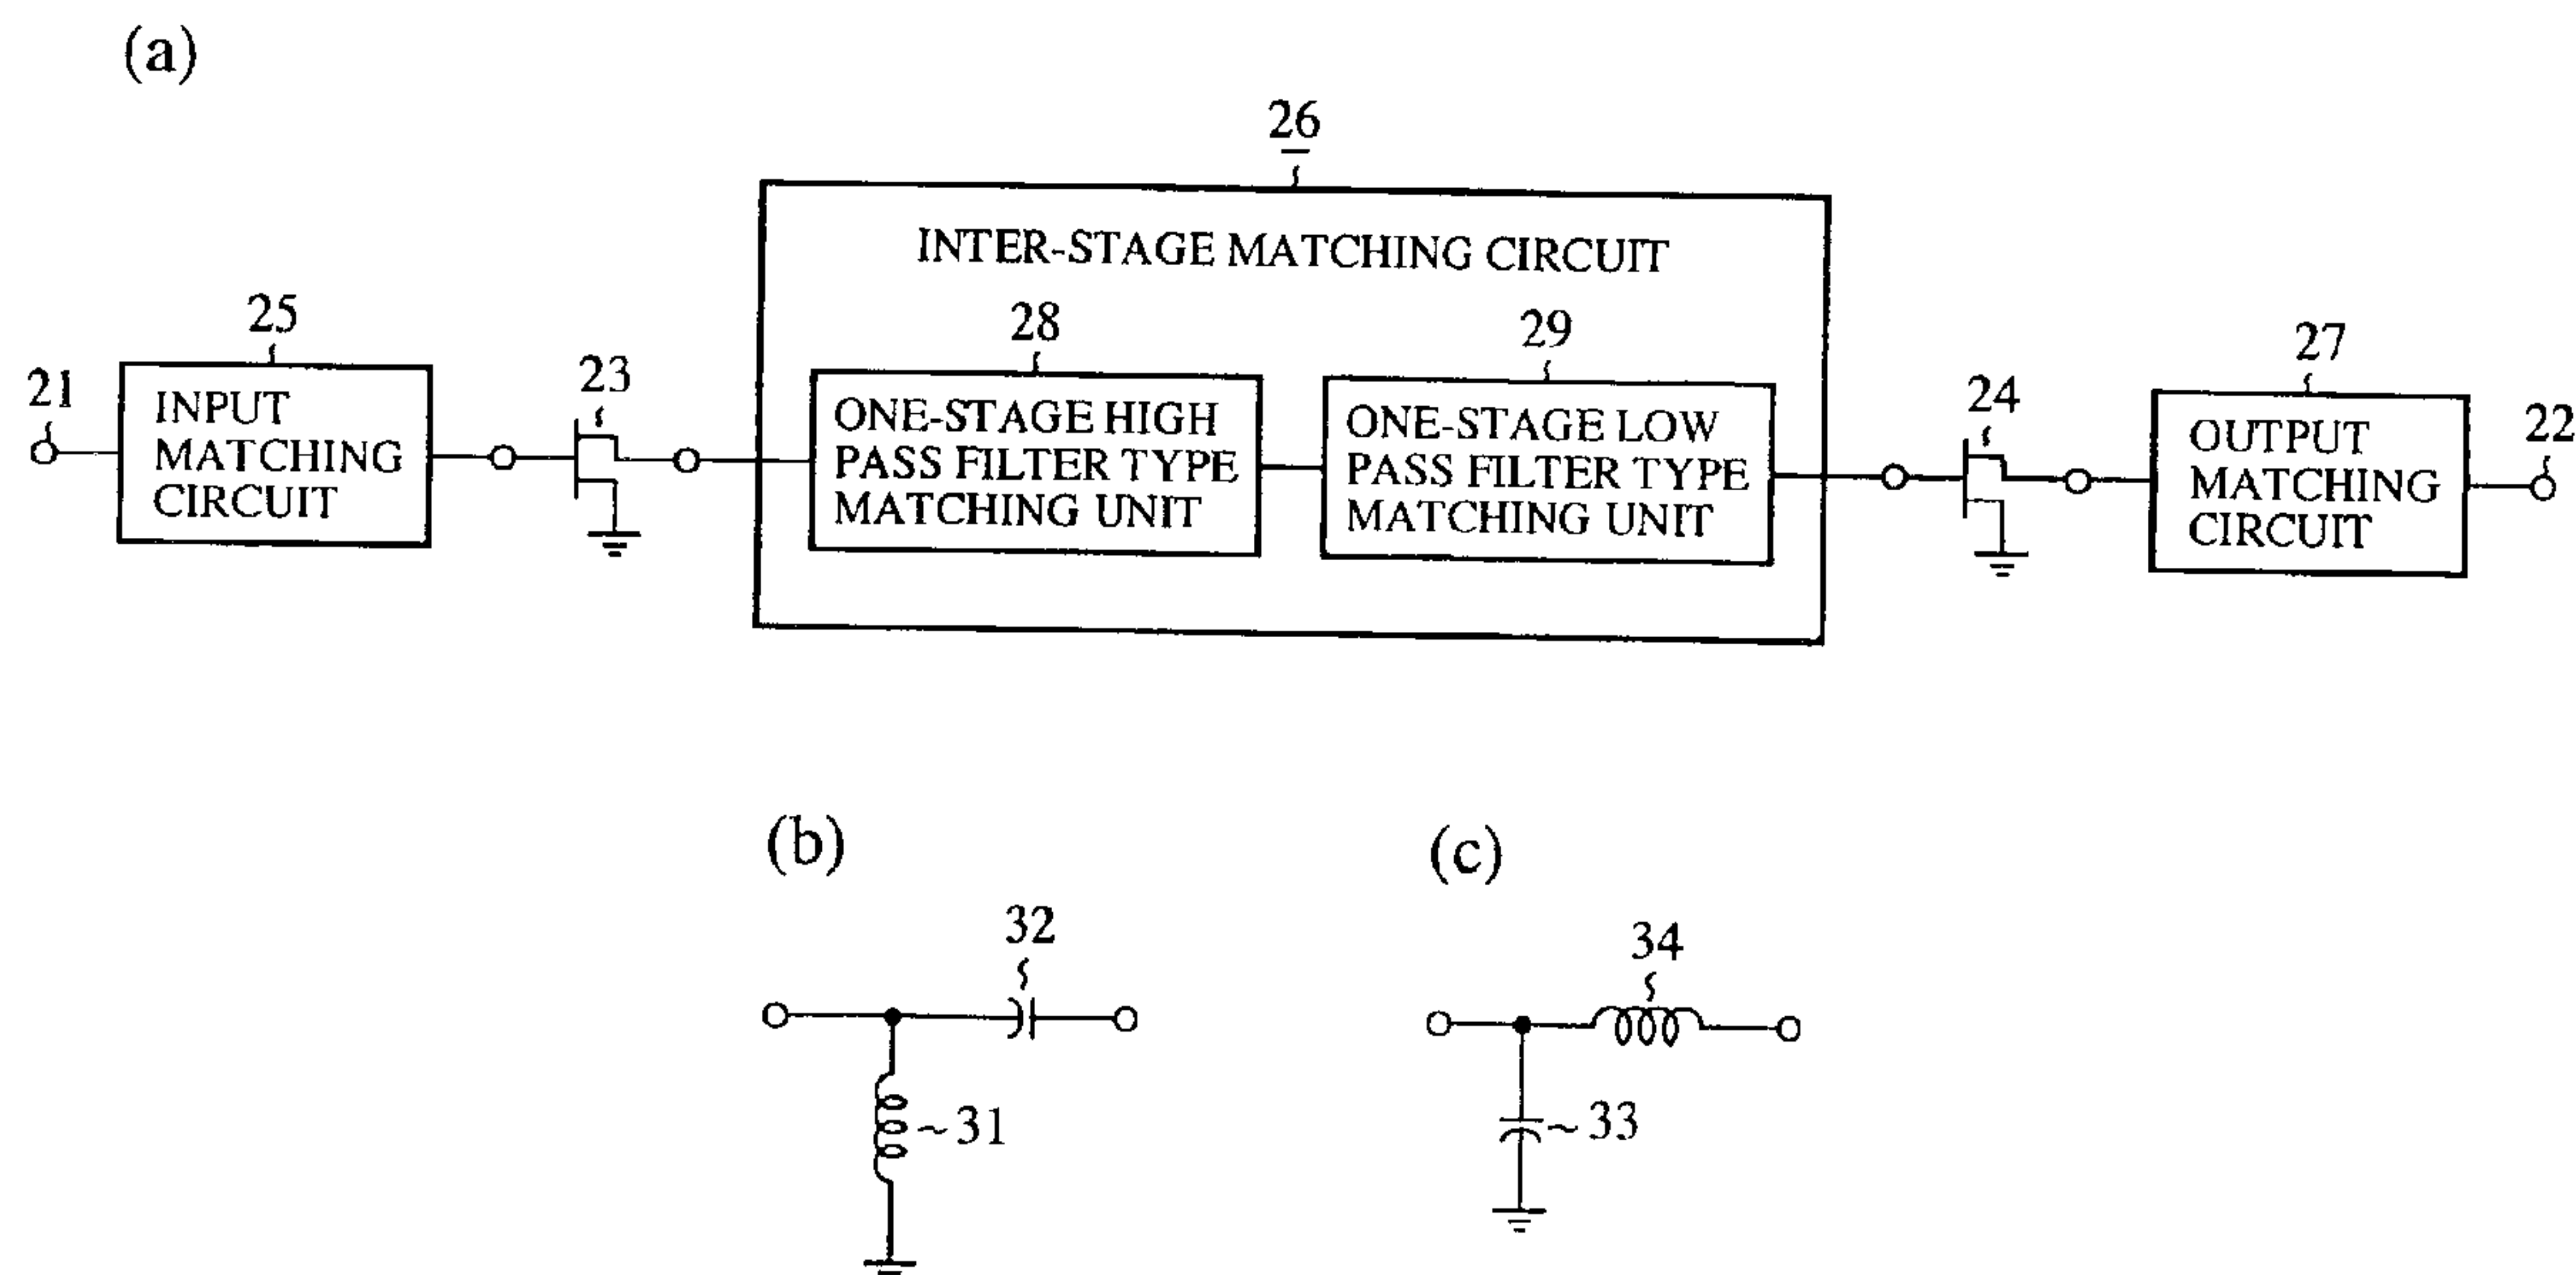 (a)
26
INTER-STAGE MATCHING CIRCUIT
21
25
INPUT
MATCHING
CIRCUIT
23
28
ONE-STAGE HIGH
PASS FILTER TYPE
MATCHING UNIT
29
ONE-STAGE LOW
PASS FILTER TYPE
MATCHING UNIT
24
27
OUTPUT
MATCHING
CIRCUIT
22
(b)
32
~31
(c)
34
~33